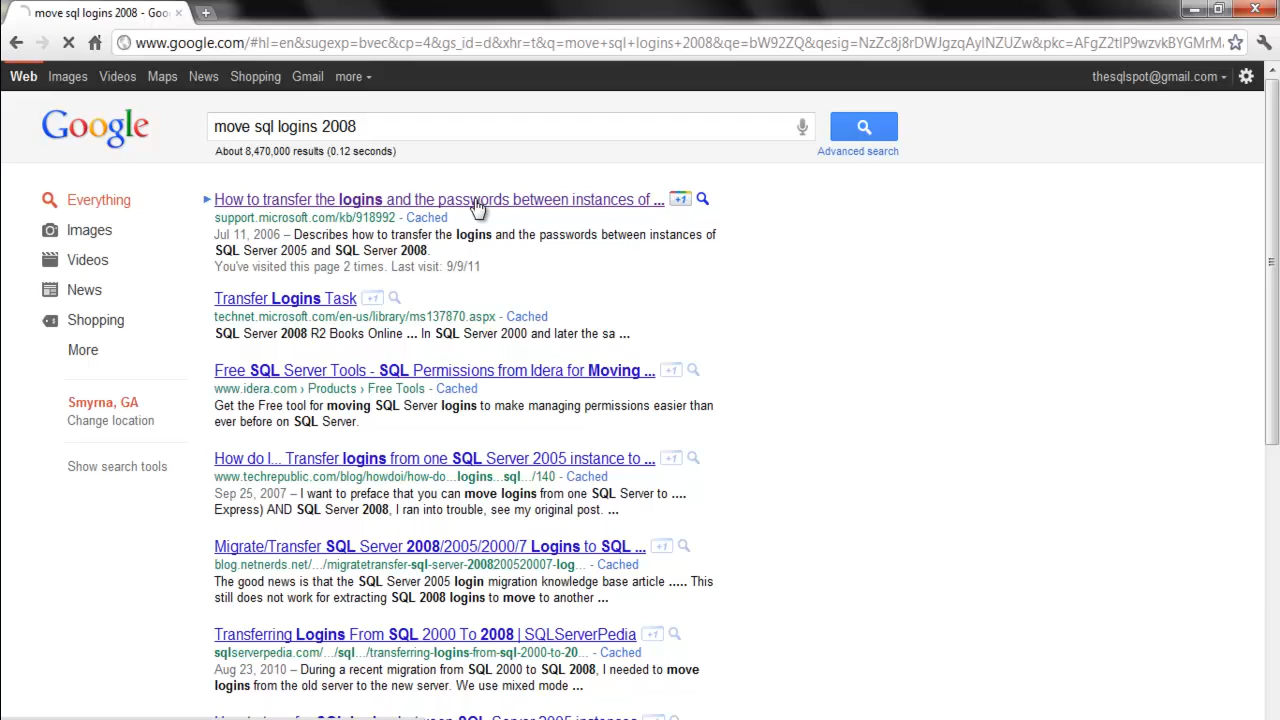 move sql logins 2008 - Goo
www.google.com/#hl=en&sugexp=bvec&cp=4&gs_id=d&xhr=t&q=move+sql+logins+2008&qe=bW92ZQ&qesig=NzZc8j8rDWJgzqAylNZUZw&pkc=AFgZ2tlP9wzvkBYGMrM
Web Images Videos Maps News Shopping Gmail more
thesqlspot@gmail.com
Google
move sql logins 2008
About 8,470,000 results (0.12 seconds)
Advanced search
Everything
Images
Videos
News
Shopping
More
Smyrna, GA
Change location
Show search tools
How to transfer the logins and the passwords between instances of ... +1
support.microsoft.com/kb/918992 - Cached
Jul 11, 2006 – Describes how to transfer the logins and the passwords between instances of
SQL Server 2005 and SQL Server 2008.
You've visited this page 2 times. Last visit: 9/9/11
Transfer Logins Task +1
technet.microsoft.com/en-us/library/ms137870.aspx - Cached
SQL Server 2008 R2 Books Online ... In SQL Server 2000 and later the sa ...
Free SQL Server Tools - SQL Permissions from Idera for Moving ... +1
www.idera.com › Products › Free Tools - Cached
Get the Free tool for moving SQL Server logins to make managing permissions easier than
ever before on SQL Server.
How do I... Transfer logins from one SQL Server 2005 instance to ... +1
www.techrepublic.com/blog/howdoi/how-do...logins...sql.../140 - Cached
Sep 25, 2007 – I want to preface that you can move logins from one SQL Server to ....
Express) AND SQL Server 2008, I ran into trouble, see my original post. ...
Migrate/Transfer SQL Server 2008/2005/2000/7 Logins to SQL ... +1
blog.netnerds.net/.../migratetransfer-sql-server-2008200520007-log... - Cached
The good news is that the SQL Server 2005 login migration knowledge base article ..... This
still does not work for extracting SQL 2008 logins to move to another ...
Transferring Logins From SQL 2000 To 2008 | SQLServerPedia +1
sqlserverpedia.com/.../sql.../transferring-logins-from-sql-2000-to-20... - Cached
Aug 23, 2010 – During a recent migration from SQL 2000 to SQL 2008, I needed to move
logins from the old server to the new server. We use mixed mode ...